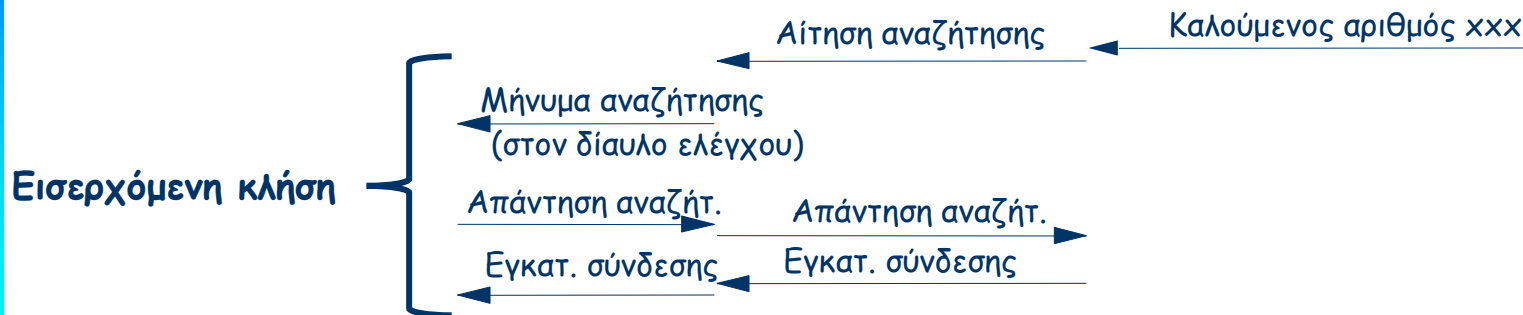 Καλούμενος αριθμός xxx
Αίτηση αναζήτησης
Μήνυμα αναζήτησης
(στον δίαυλο ελέγχου)
Εισερχόμενη κλήση
Απάντηση αναζήτ.
Απάντηση αναζήτ.
Εγκατ. σύνδεσης
Εγκατ. σύνδεσης